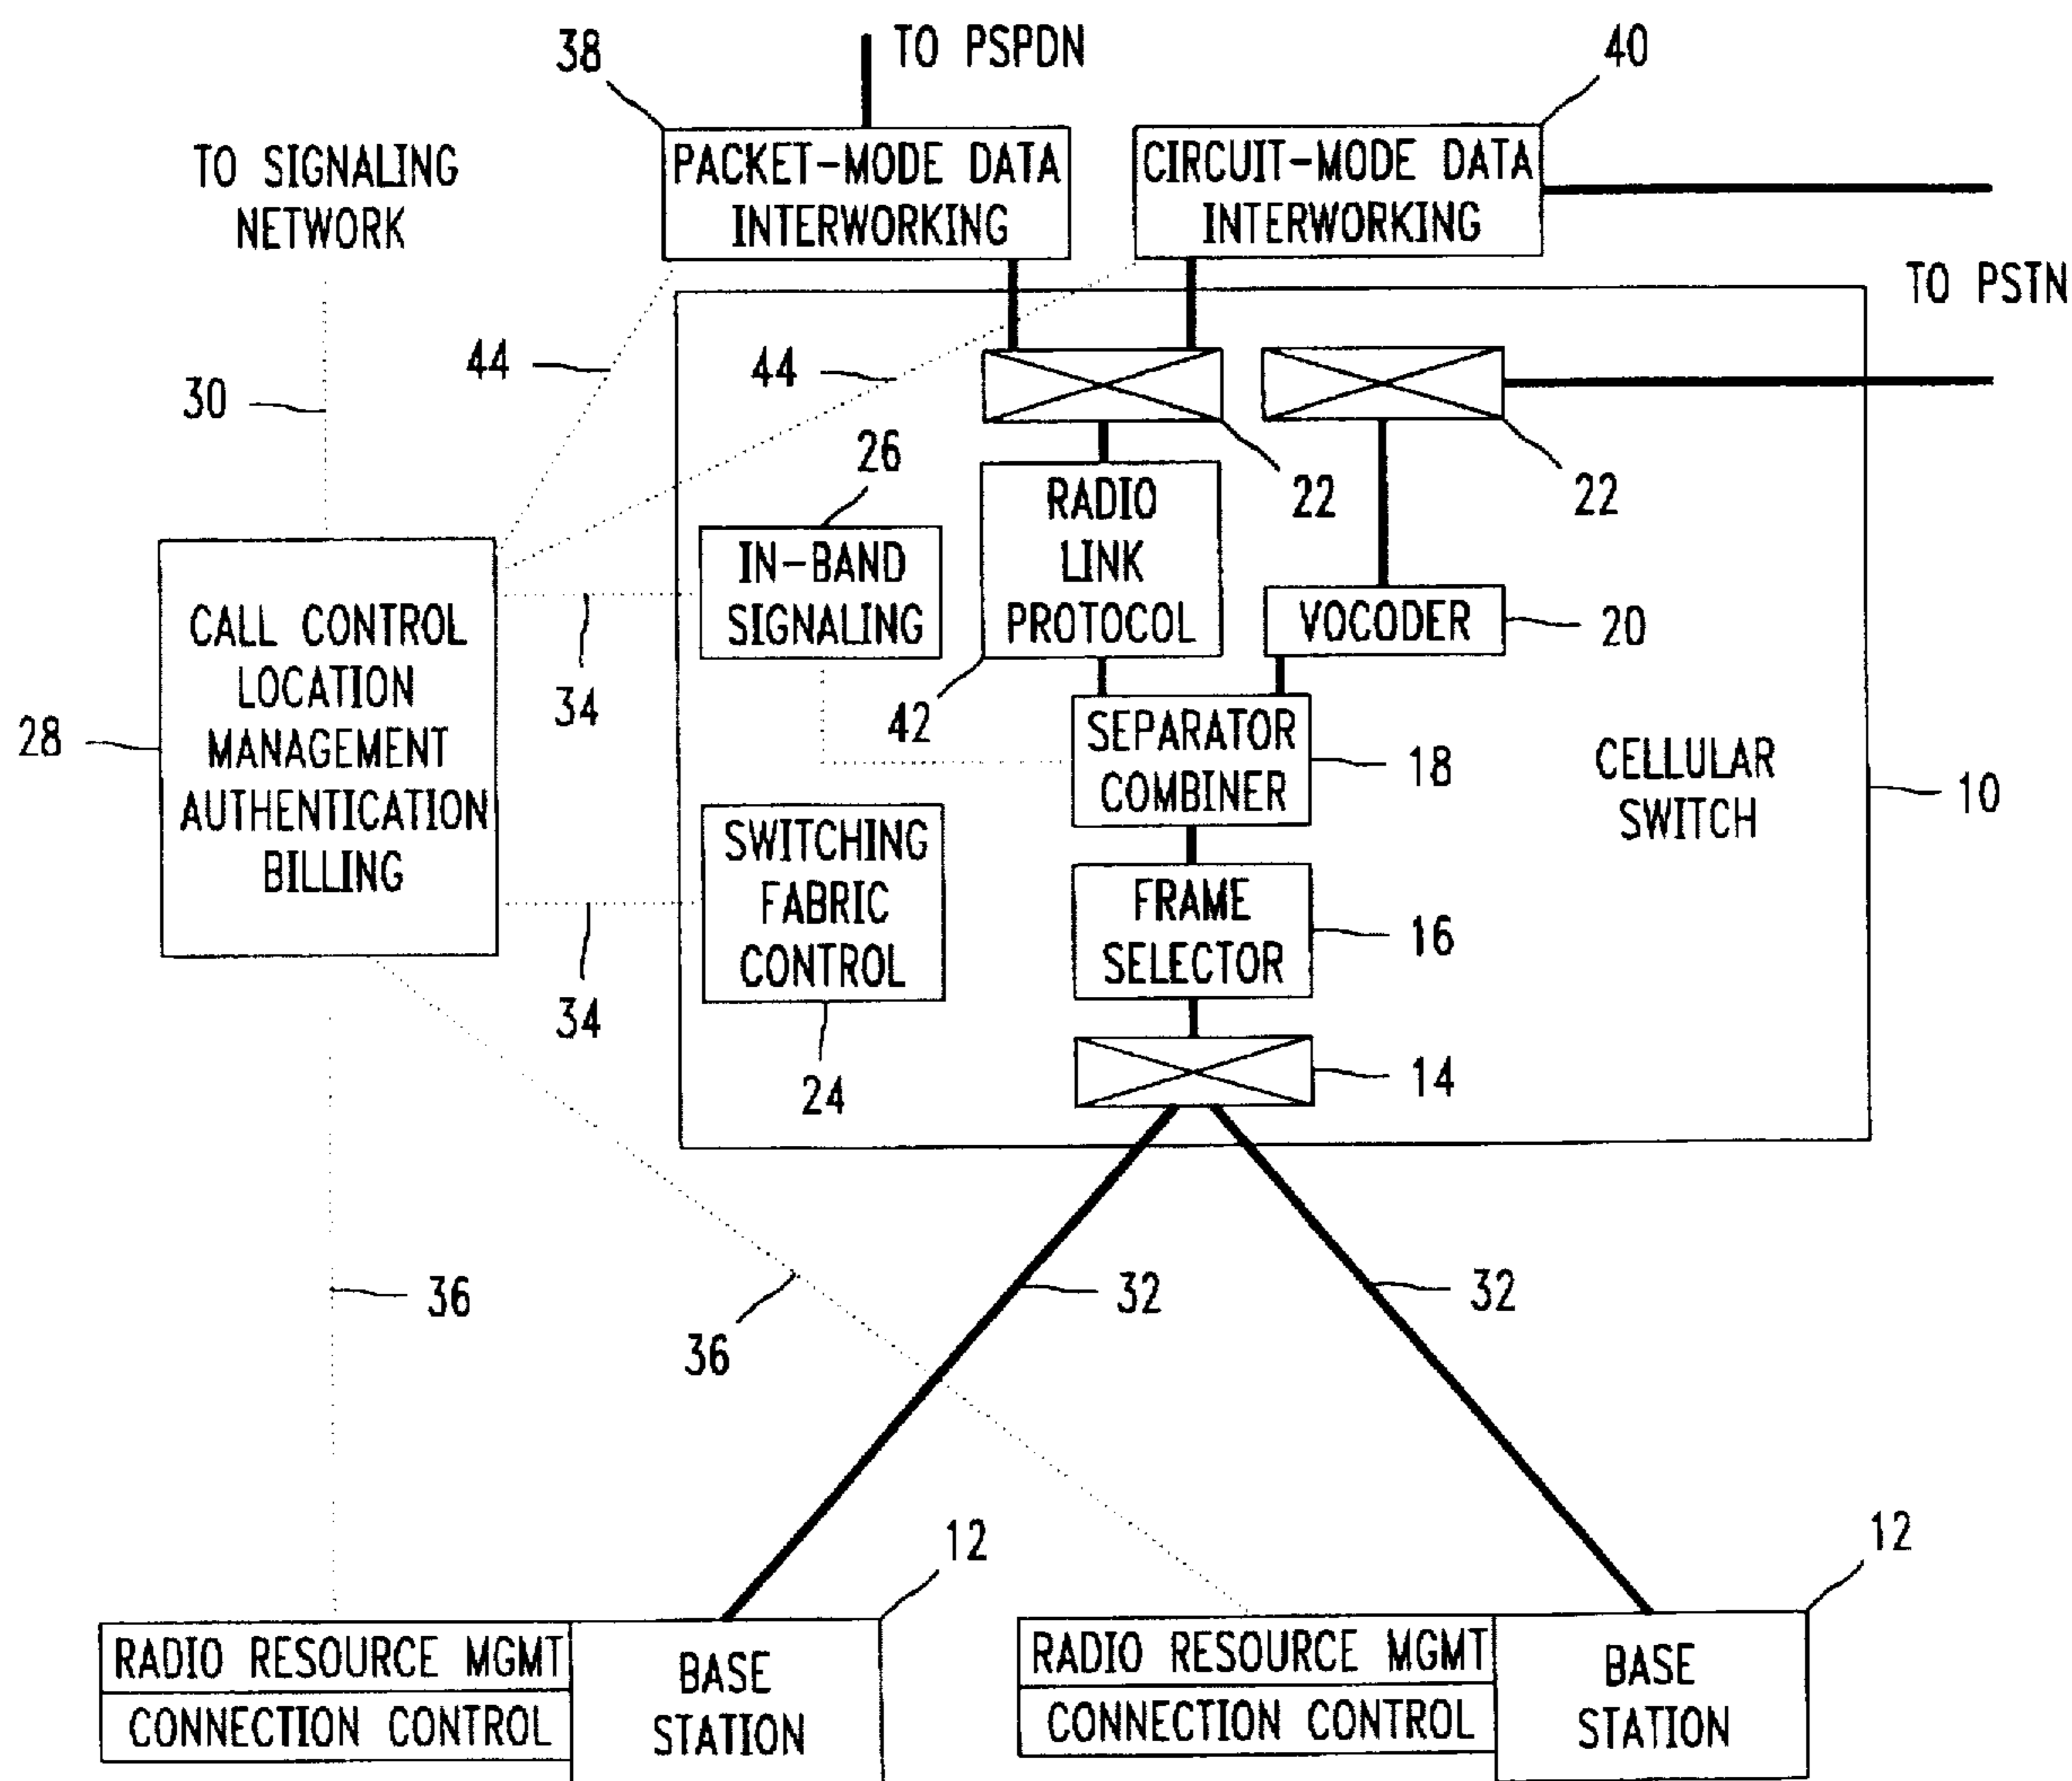 38
TO PSPDN
40
TO SIGNALING
NETWORK
PACKET-MODE DATA
INTERWORKING
CIRCUIT-MODE DATA
INTERWORKING
TO PSTN
44
44
30
26
22
22
RADIO
LINK
PROTOCOL
IN-BAND
SIGNALING
VOCODER
20
CALL CONTROL
LOCATION
MANAGEMENT
AUTHENTICATION
BILLING
28
34
42
SEPARATOR
COMBINER
18
CELLULAR
SWITCH
10
SWITCHING
FABRIC
CONTROL
FRAME
SELECTOR
16
34
24
14
36
36
32
32
12
12
RADIO RESOURCE MGMT
CONNECTION CONTROL
BASE
STATION
RADIO RESOURCE MGMT
CONNECTION CONTROL
BASE
STATION